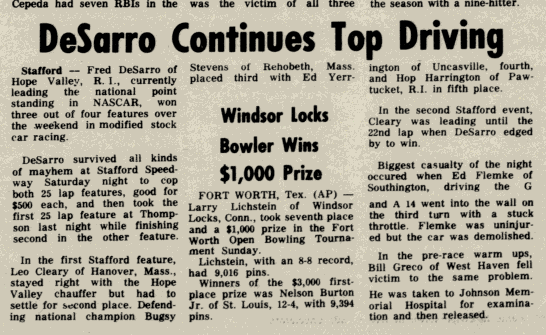 Cepeda had seven RBIs in the
was the victim of all three
the season with a nine-hitter.
DeSarro Continues Top Driving
Stafford — Fred DeSarro of
Hope Valley, R. I., currently
leading the national point
standing in NASCAR, won
three out of four features over
the weekend in modified stock
car racing.
DeSarro survived all kinds
of mayhem at Stafford Speed-
way Saturday night to cop
both 25 lap features, good for
$500 each, and then took the
first 25 lap feature at Thomp-
son last night while finishing
second in the other feature.
In the first Stafford feature,
Leo Cleary of Hanover, Mass.,
stayed right with the Hope
Valley chauffer but had to
settle for second place. Defend-
ing national champion Bugsy
Stevens of Rehobeth, Mass.
placed third with Ed Yerr-
ington of Uncasville, fourth,
and Hop Harrington of Paw-
tucket, R.I. in fifth place.
In the second Stafford event,
Cleary was leading until the
22nd lap when DeSarro edged
by to win.
Biggest casualty of the night
occured when Ed Flemke of
Southington, driving the G
and A 14 went into the wall on
the third turn with a stuck
throttle. Flemke was uninjur-
ed but the car was demolished.
In the pre-race warm ups,
Bill Greco of West Haven fell
victim to the same problem.
He was taken to Johnson Mem-
orial Hospital for examina-
tion and then released.
Windsor Locks
Bowler Wins
$1,000 Prize
FORT WORTH, Tex. (AP) —
Larry Lichstein of Windsor
Locks, Conn., took seventh place
and a $1,000 prize in the Fort
Worth Open Bowling Tourna-
ment Sunday.
Lichstein, with an 8-8 record,
had 9,016 pins.
Winners of the $3,000 first-
place prize was Nelson Burton
Jr. of St. Louis, 12-4, with 9,394
pins.